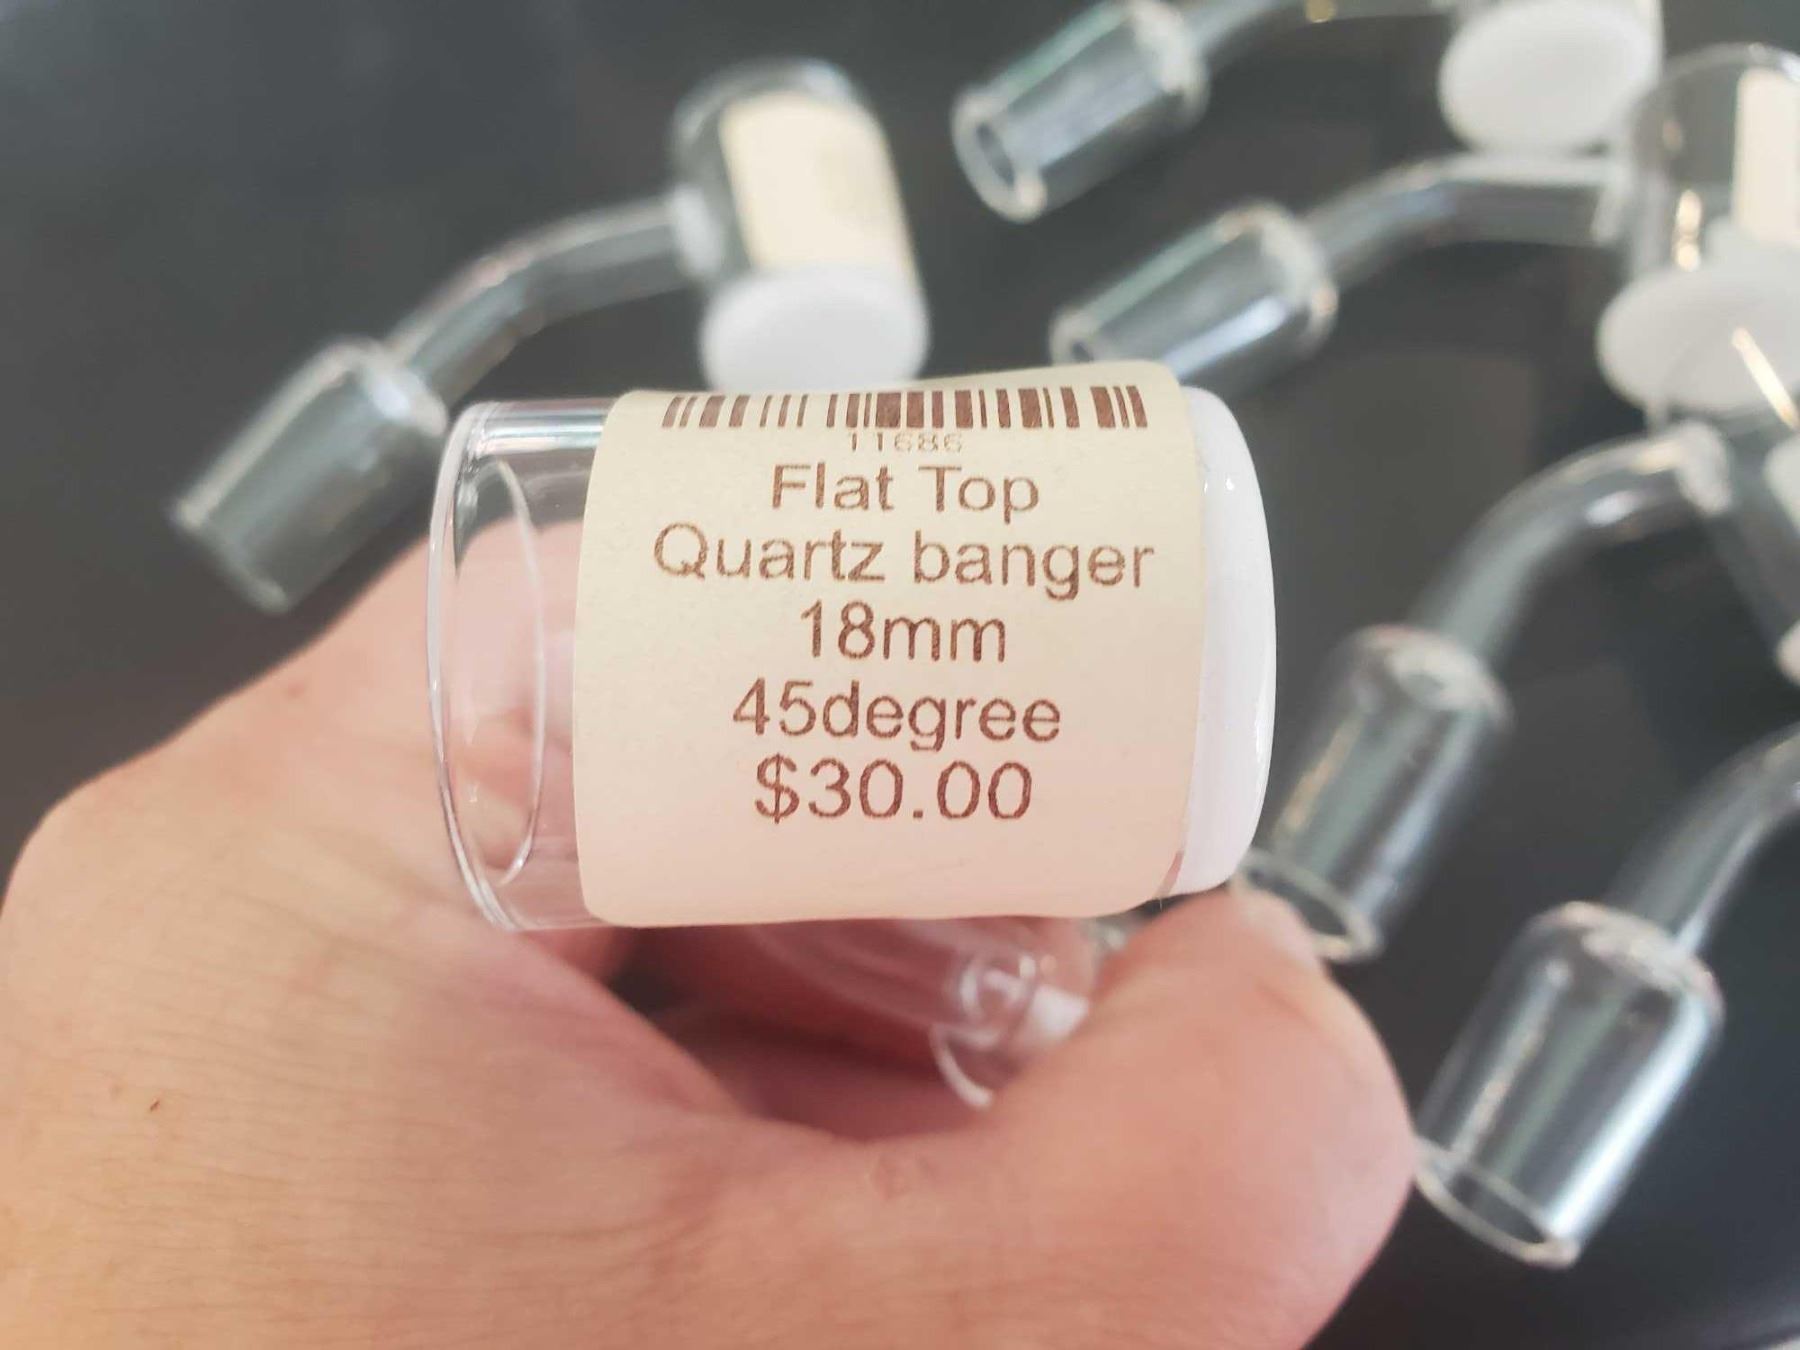 11686
Flat Top
Quartz banger
18mm
45degree
$30.00